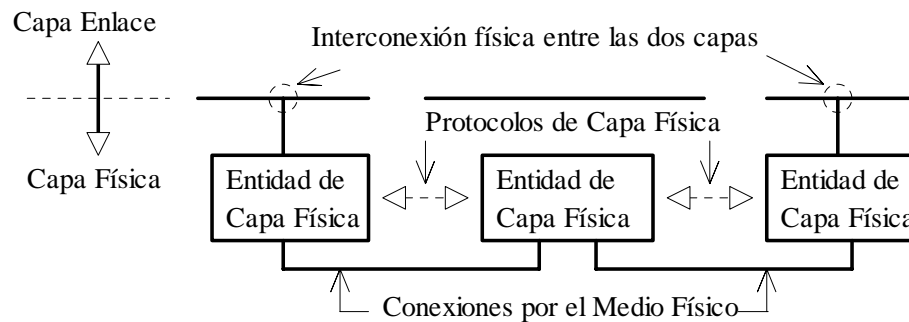 Capa Enlace
Interconexión física entre las dos capas
Protocolos de Capa Física
Capa Física
Entidad de
Capa Física
Entidad de
Capa Física
Entidad de
Capa Física
Conexiones por el Medio Físico